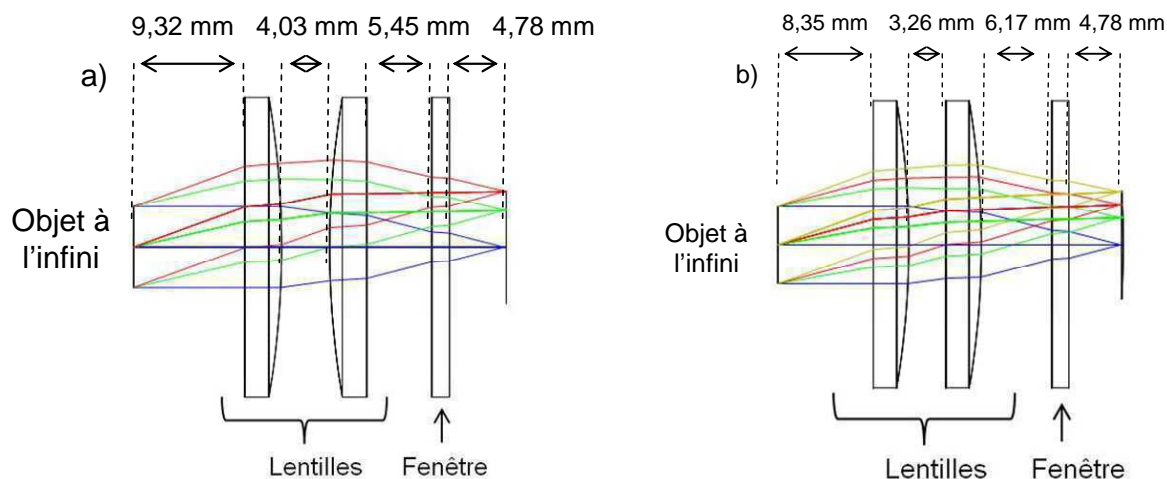 9,32 mm 4,03 mm 5,45 mm 4,78 mm
a)
Objet à
l'infini
Lentilles Fenêtre
8,35 mm 3,26 mm 6,17 mm 4,78 mm
b)
Objet à
l'infini
Lentilles Fenêtre